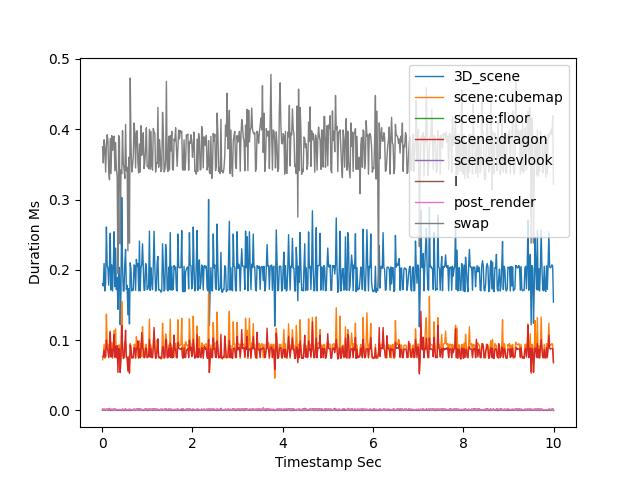 0.5
0.4
0.3
0.2
0.1
0.0
Duration Ms
0
2
4
6
8
10
Timestamp Sec
3D_scene
scene:cubemap
scene:floor
scene:dragon
scene:devlook
I
post_render
swap